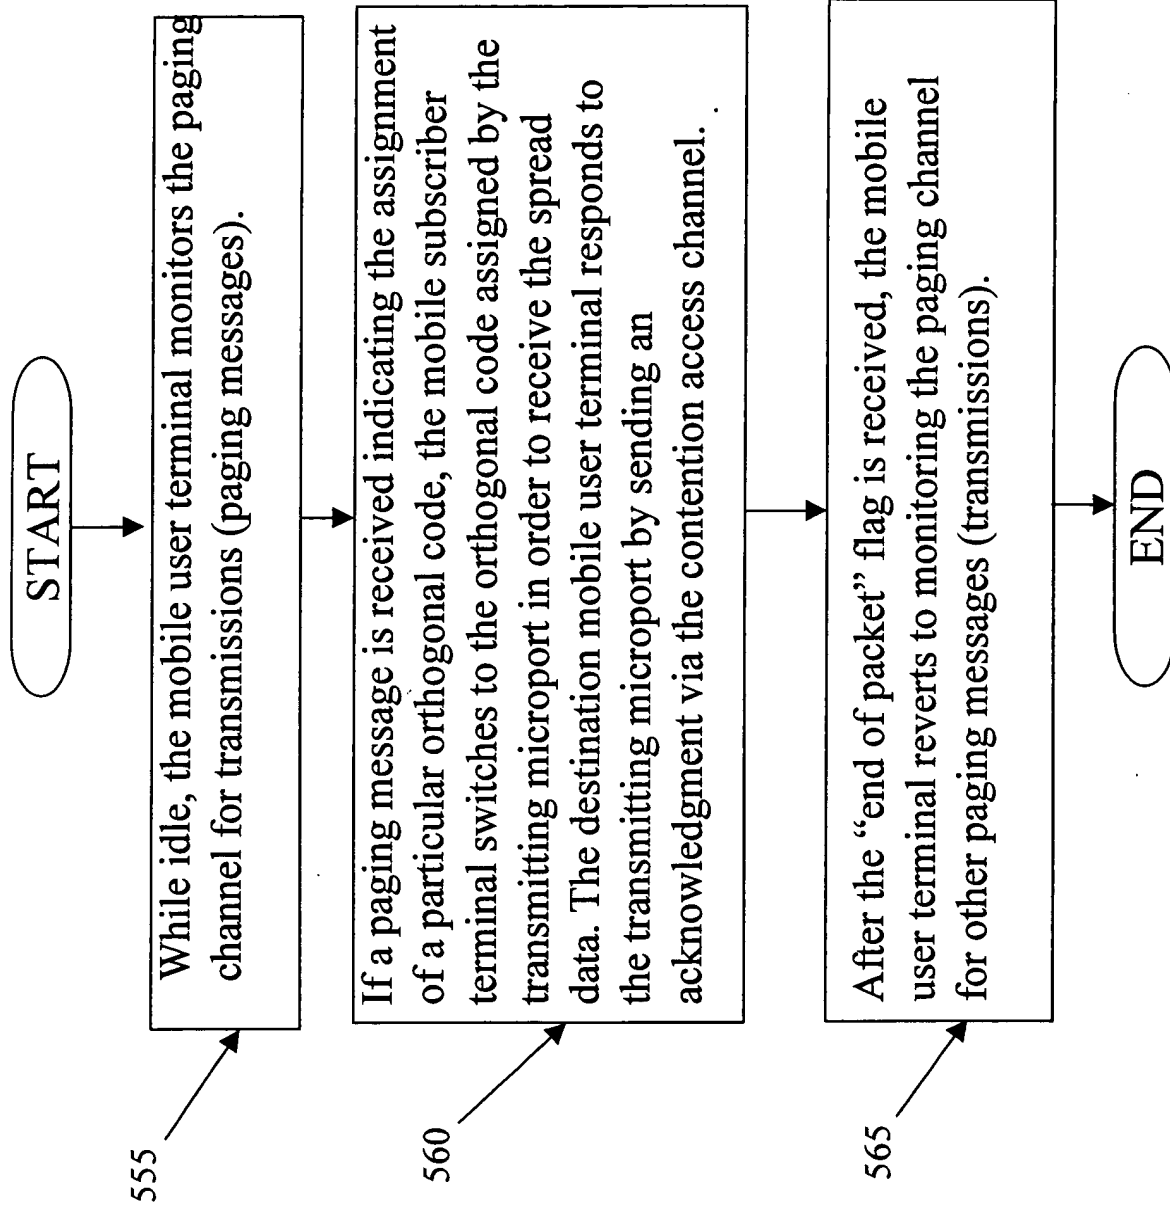 START
555
While idle, the mobile user terminal monitors the paging
channel for transmissions (paging messages).
560
If a paging message is received indicating the assignment
of a particular orthogonal code, the mobile subscriber
terminal switches to the orthogonal code assigned by the
transmitting microport in order to receive the spread
data. The destination mobile user terminal responds to
the transmitting microport by sending an
acknowledgment via the contention access channel.
565
After the “end of packet” flag is received, the mobile
user terminal reverts to monitoring the paging channel
for other paging messages (transmissions).
END